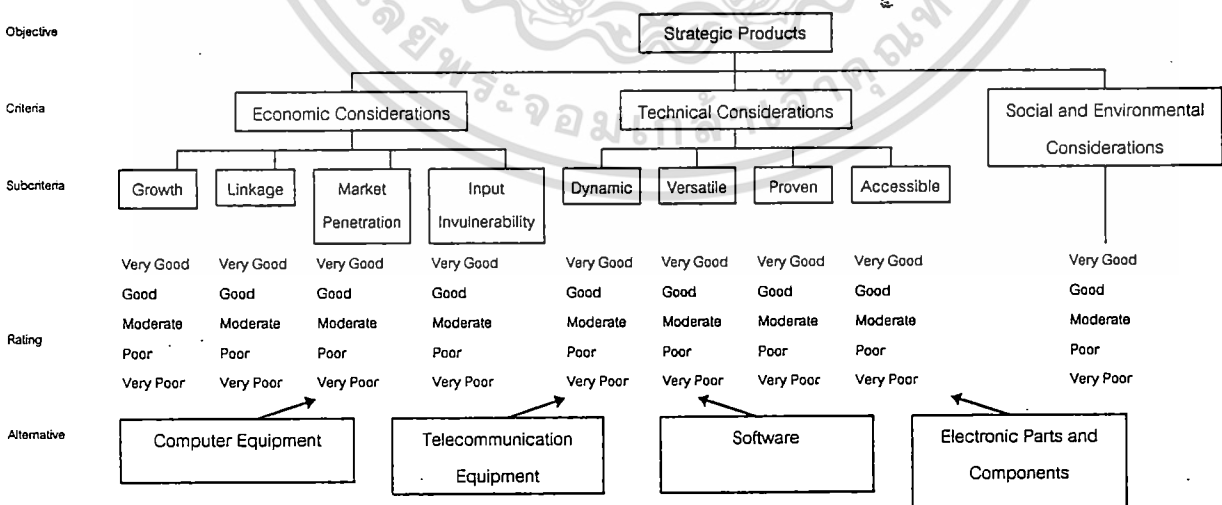 Objective
Strategic Products
Criteria
Economic Considerations
Technical Considerations
Social and Environmental
Considerations
Subcriteria
Growth
Linkage
Market
Penetration
Input
Invulnerability
Dynamic
Versatile
Proven
Accessible
Very Good Very Good Very Good Very Good Very Good Very Good Very Good Very Good Very Good
Good Good Good Good Good Good Good Good Good
Moderate Moderate Moderate Moderate Moderate Moderate Moderate Moderate Moderate
Rating
Poor Poor Poor Poor Poor Poor Poor Poor Poor
Very Poor Very Poor Very Poor Very Poor Very Poor Very Poor Very Poor Very Poor Very Poor
Alternative
Computer Equipment
Telecommunication
Equipment
Software
Electronic Parts and
Components